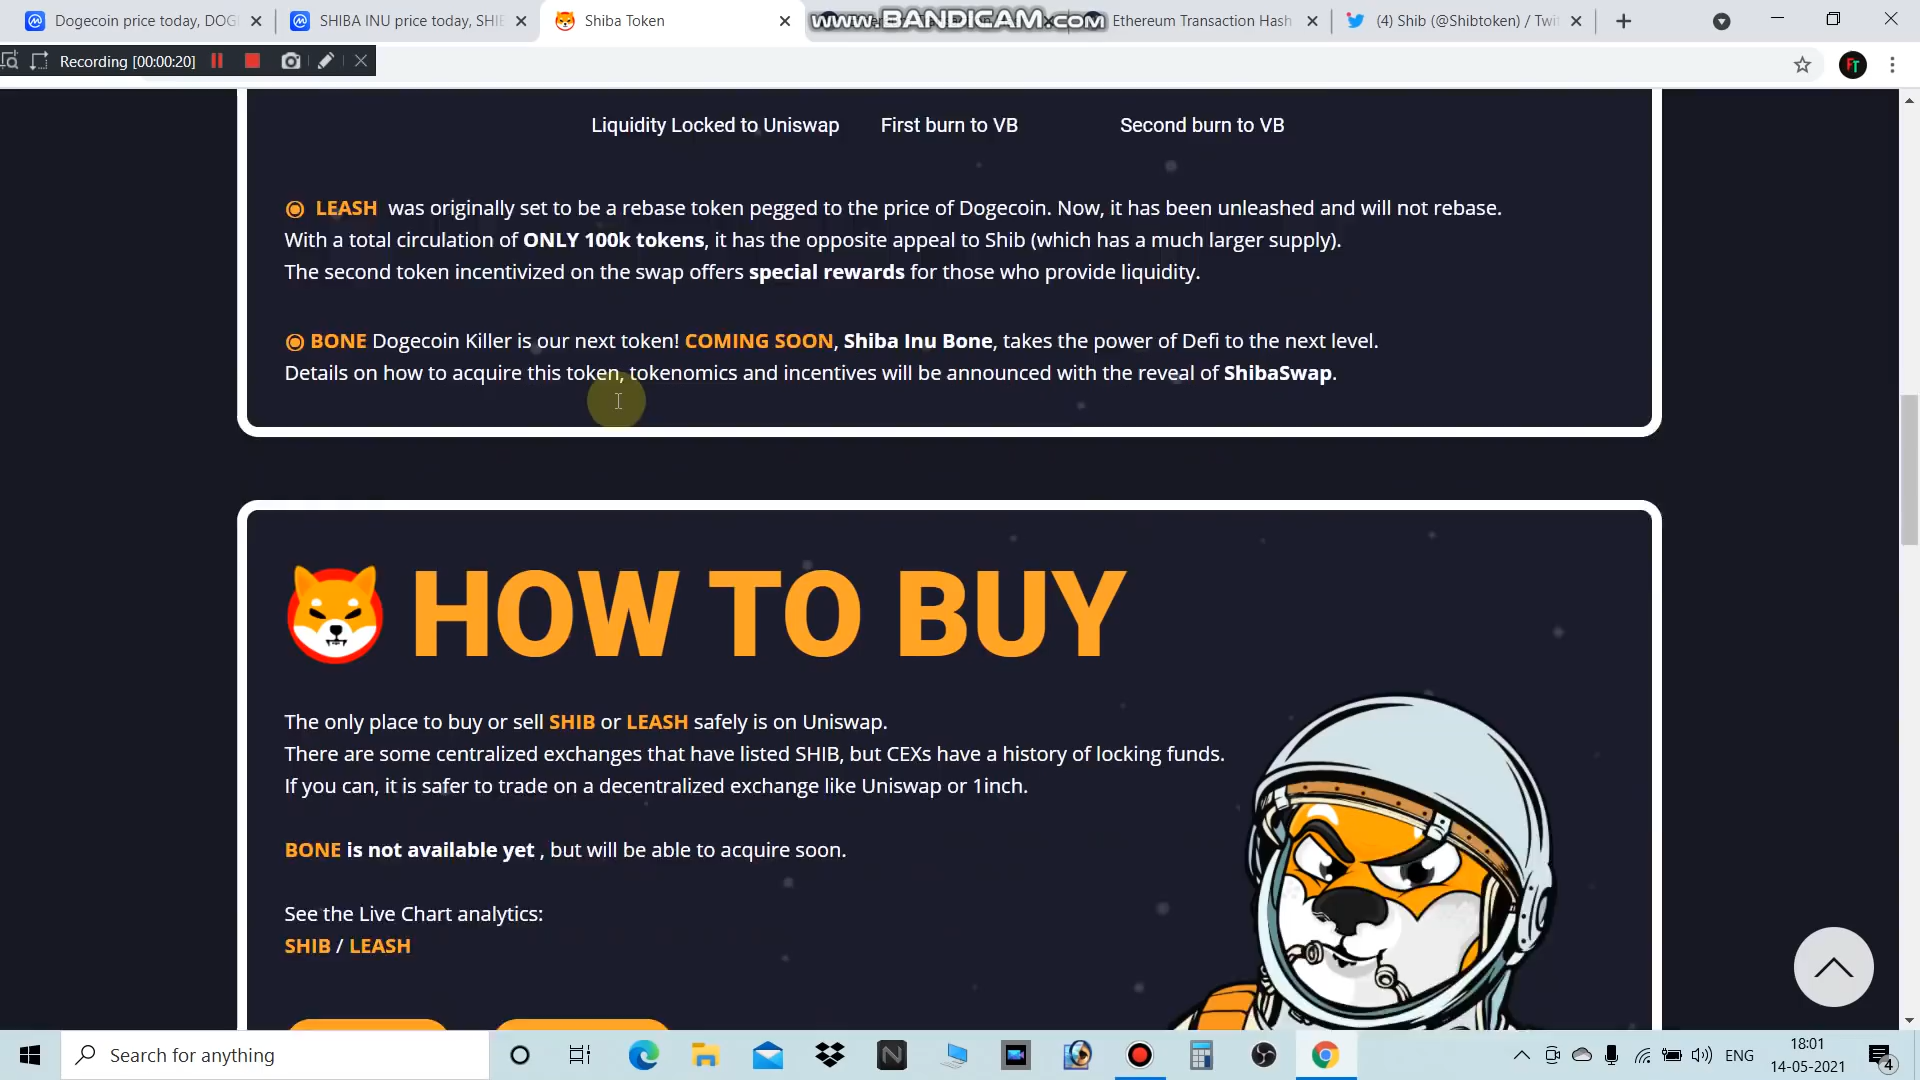 Dogecoin price today, DOG
SHIBA INU price today, SHIB
Shiba Token
www.BANDICAM.com
Ethereum Transaction Hash
(4) Shib (@Shibtoken) / Twi
Recording [00:00:20]
FT
Liquidity Locked to Uniswap First burn to VB Second burn to VB
LEASH was originally set to be a rebase token pegged to the price of Dogecoin. Now, it has been unleashed and will not rebase.
With a total circulation of ONLY 100k tokens, it has the opposite appeal to Shib (which has a much larger supply).
The second token incentivized on the swap offers special rewards for those who provide liquidity.
BONE Dogecoin Killer is our next token! COMING SOON, Shiba Inu Bone, takes the power of Defi to the next level.
Details on how to acquire this token, tokenomics and incentives will be announced with the reveal of ShibaSwap.
HOW TO BUY
The only place to buy or sell SHIB or LEASH safely is on Uniswap.
There are some centralized exchanges that have listed SHIB, but CEXs have a history of locking funds.
If you can, it is safer to trade on a decentralized exchange like Uniswap or 1inch.
BONE is not available yet , but will be able to acquire soon.
See the Live Chart analytics:
SHIB / LEASH
Search for anything
ENG
18:01
14-05-2021
4